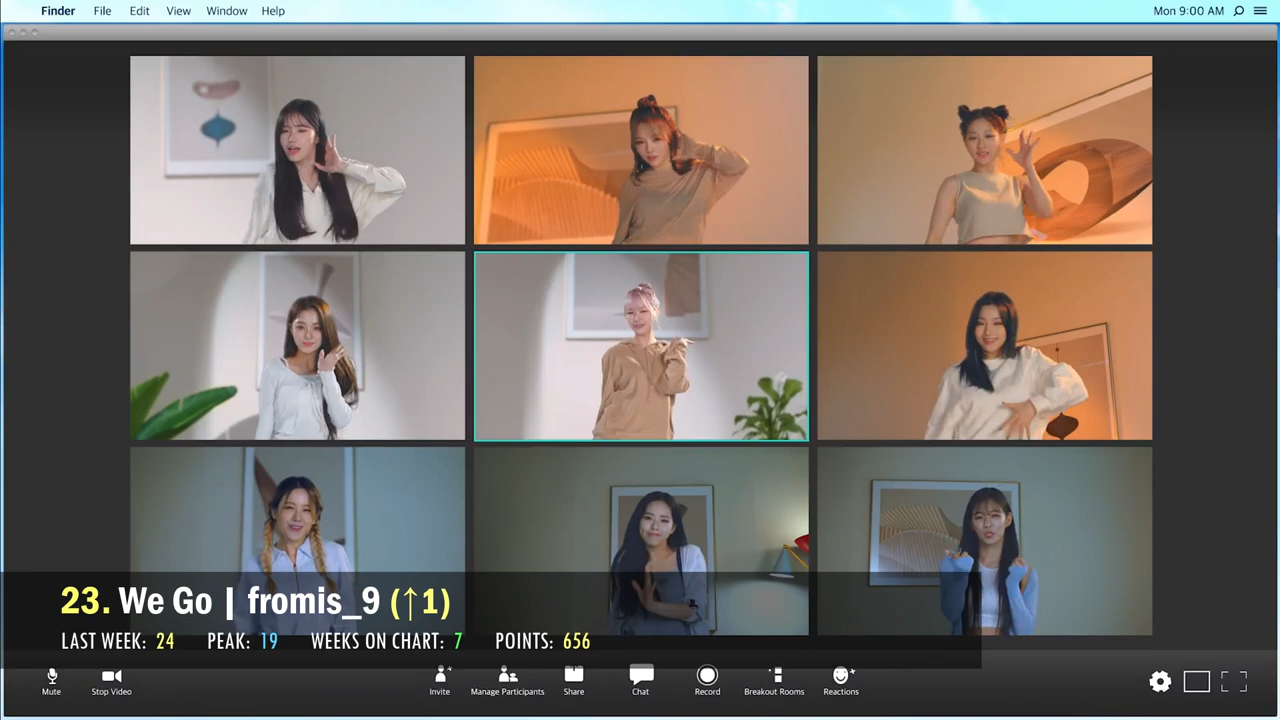 Finder File Edit View Window Help Mon 9:00 AM
23. We Go | fromis_9 (↑1)
LAST WEEK: 24 PEAK: 19 WEEKS ON CHART: 7 POINTS: 656
Mute Stop Video Invite Manage Participants Share Chat Record Breakout Rooms Reactions